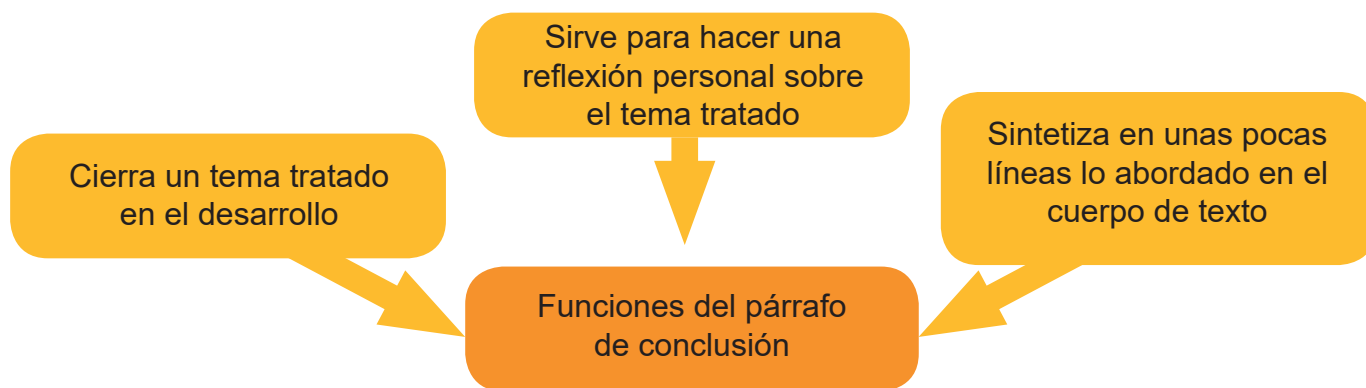 Sirve para hacer una
reflexión personal sobre
el tema tratado
Cierra un tema tratado
en el desarrollo
Sintetiza en unas pocas
líneas lo abordado en el
cuerpo de texto
Funciones del párrafo
de conclusión